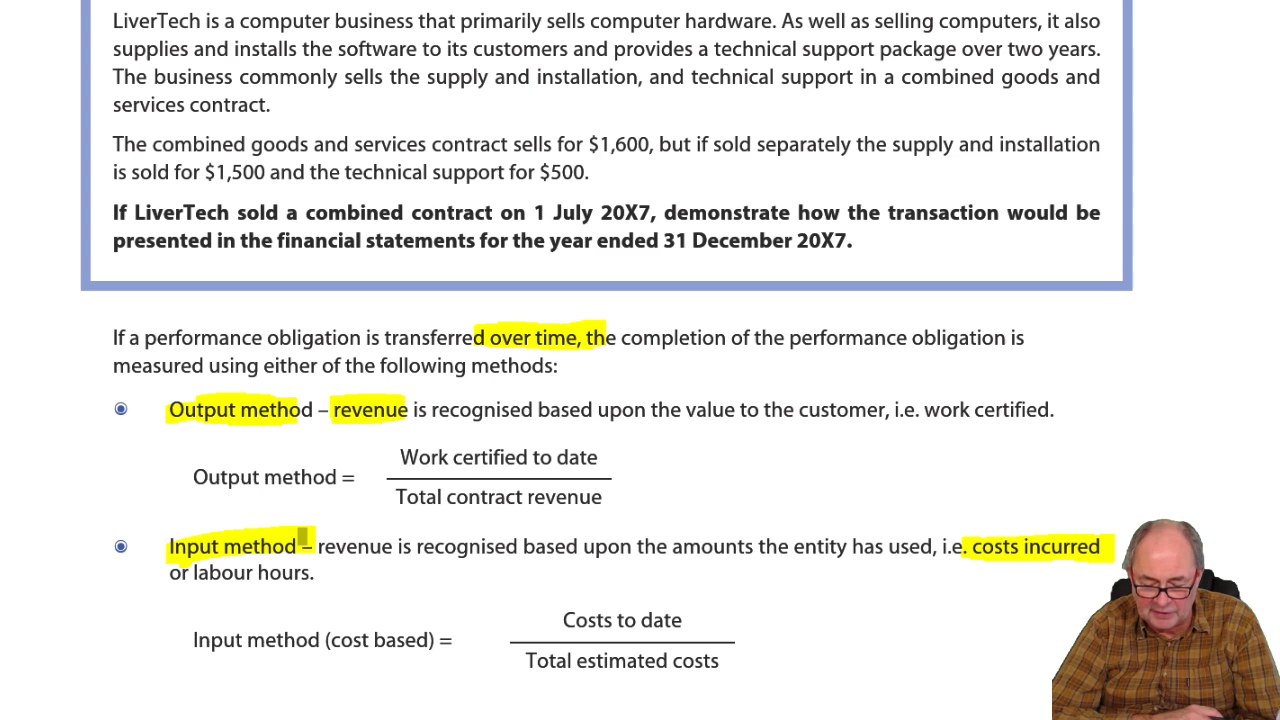 LiverTech is a computer business that primarily sells computer hardware. As well as selling computers, it also
supplies and installs the software to its customers and provides a technical support package over two years.
The business commonly sells the supply and installation, and technical support in a combined goods and
services contract.
The combined goods and services contract sells for $1,600, but if sold separately the supply and installation
is sold for $1,500 and the technical support for $500.
If LiverTech sold a combined contract on 1 July 20X7, demonstrate how the transaction would be
presented in the financial statements for the year ended 31 December 20X7.
If a performance obligation is transferred over time, the completion of the performance obligation is
measured using either of the following methods:
Output method – revenue is recognised based upon the value to the customer, i.e. work certified.
Output method =
Work certified to date
Total contract revenue
Input method – revenue is recognised based upon the amounts the entity has used, i.e. costs incurred
or labour hours.
Input method (cost based) =
Costs to date
Total estimated costs